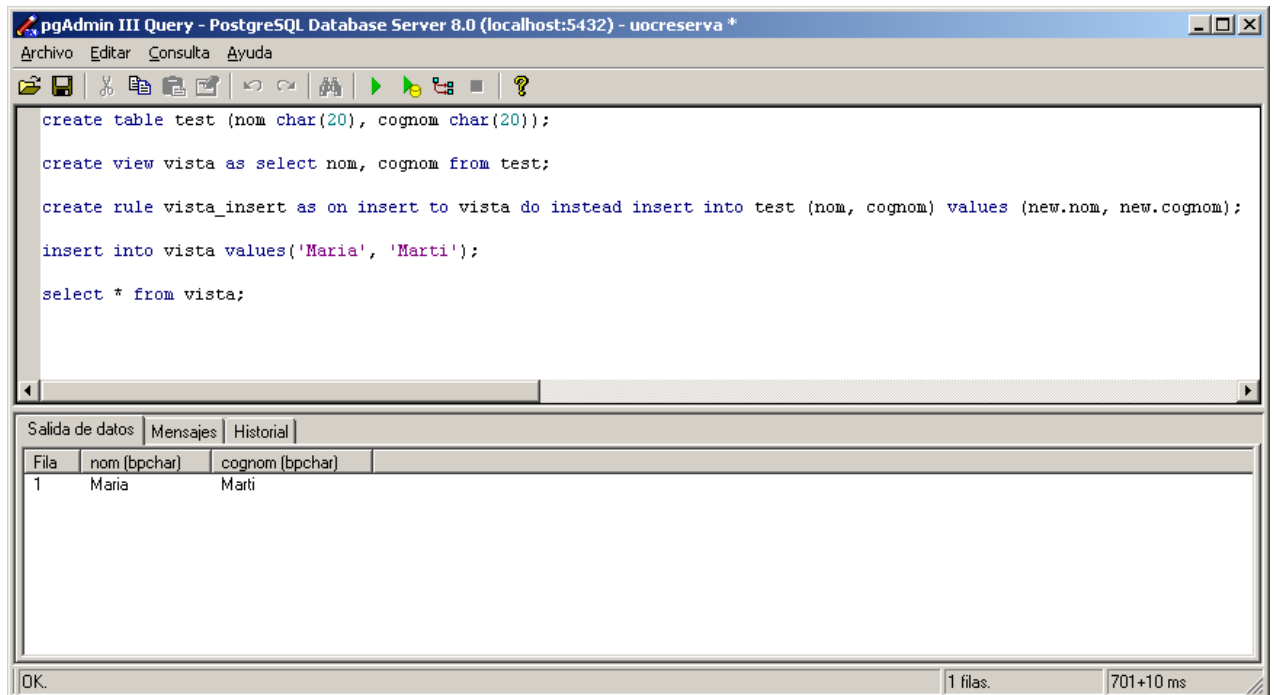 pgAdmin III Query - PostgreSQL Database Server 8.0 (localhost:5432) - uocreserva *
Archivo Editar Consulta Ayuda
create table test (nom char(20), cognom char(20));
create view vista as select nom, cognom from test;
create rule vista_insert as on insert to vista do instead insert into test (nom, cognom) values (new.nom, new.cognom);
insert into vista values('Maria', 'Marti');
select * from vista;
Salida de datos Mensajes Historial
Fila nom (bpchar) cognom (bpchar)
1 Maria Marti
OK. 1 filas. 701+10 ms